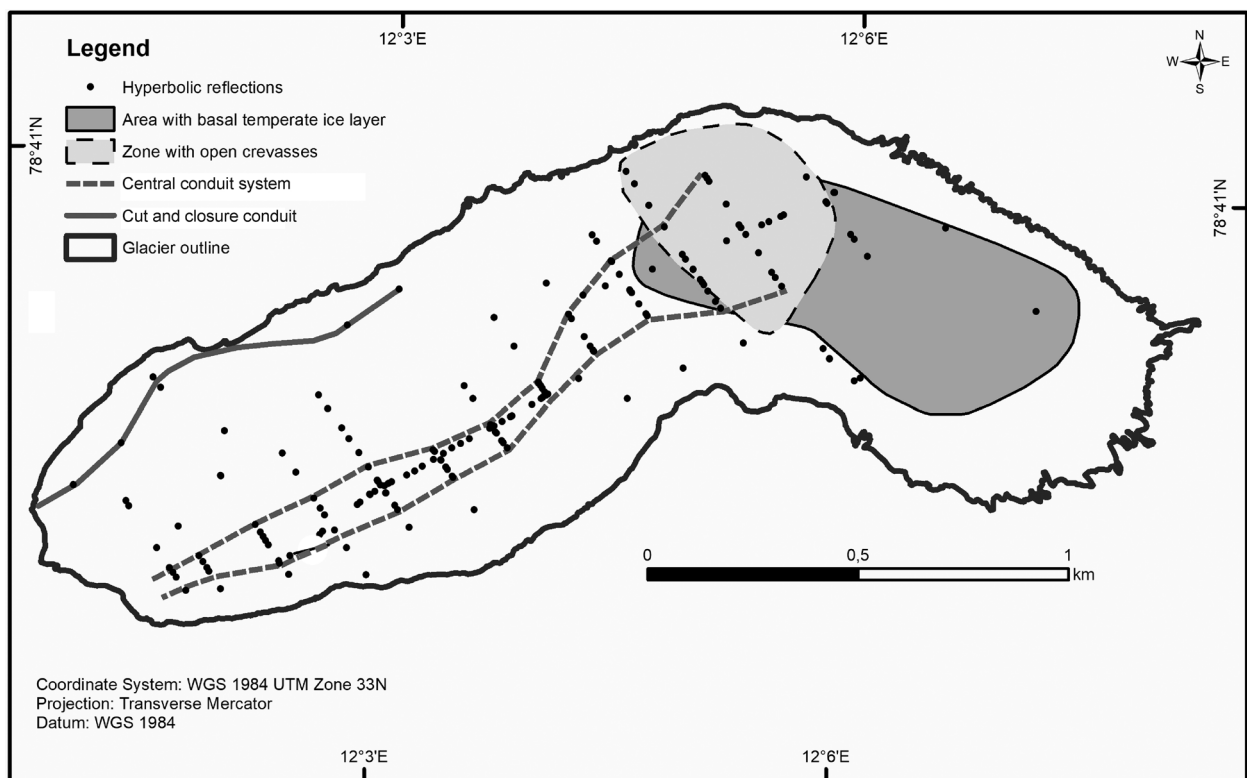 12°3'E
12°6'E
Legend
N
W E
S
Hyperbolic reflections
Area with basal temperate ice layer
78°41'N
Zone with open crevasses
Central conduit system
78°41'N
Cut and closure conduit
Glacier outline
0 0,5 1
km
Coordinate System: WGS 1984 UTM Zone 33N
Projection: Transverse Mercator
Datum: WGS 1984
12°3'E
12°6'E